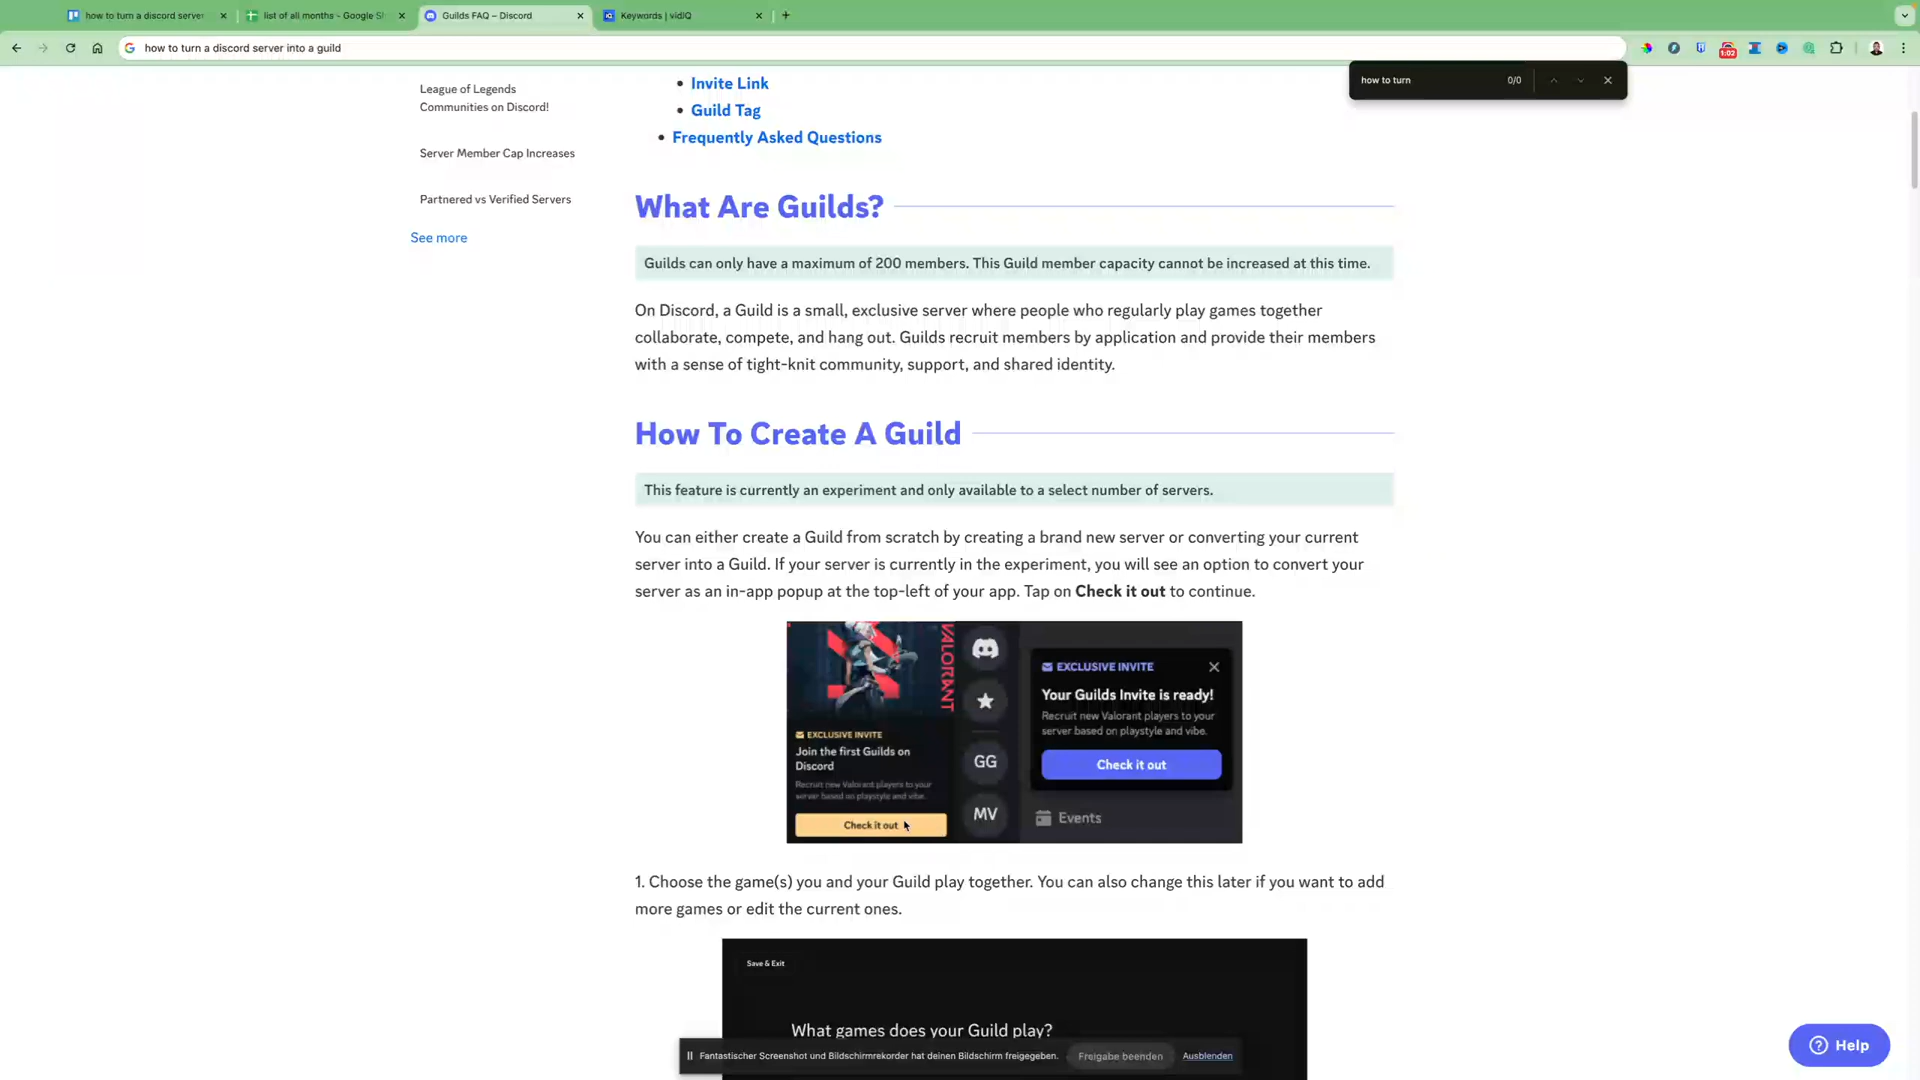 how to turn a discord server
list of all months - Google Sh
Guilds FAQ – Discord
Keywords | vidIQ
how to turn a discord server into a guild
1:02
how to turn
0/0
League of Legends
Communities on Discord!
Server Member Cap Increases
Partnered vs Verified Servers
See more
Invite Link
Guild Tag
Frequently Asked Questions
What Are Guilds?
Guilds can only have a maximum of 200 members. This Guild member capacity cannot be increased at this time.
On Discord, a Guild is a small, exclusive server where people who regularly play games together
collaborate, compete, and hang out. Guilds recruit members by application and provide their members
with a sense of tight-knit community, support, and shared identity.
How To Create A Guild
This feature is currently an experiment and only available to a select number of servers.
You can either create a Guild from scratch by creating a brand new server or converting your current
server into a Guild. If your server is currently in the experiment, you will see an option to convert your
server as an in-app popup at the top-left of your app. Tap on Check it out to continue.
VALORANT
EXCLUSIVE INVITE
Join the first Guilds on
Discord
Recruit new Valorant players to your
server based on playstyle and vibe.
Check it out
GG
MV
EXCLUSIVE INVITE
Your Guilds Invite is ready!
Recruit new Valorant players to your
server based on playstyle and vibe.
Check it out
Events
1. Choose the game(s) you and your Guild play together. You can also change this later if you want to add
more games or edit the current ones.
Save & Exit
What games does your Guild play?
Fantastischer Screenshot und Bildschirmrekorder hat deinen Bildschirm freigegeben.
Freigabe beenden
Ausblenden
Help